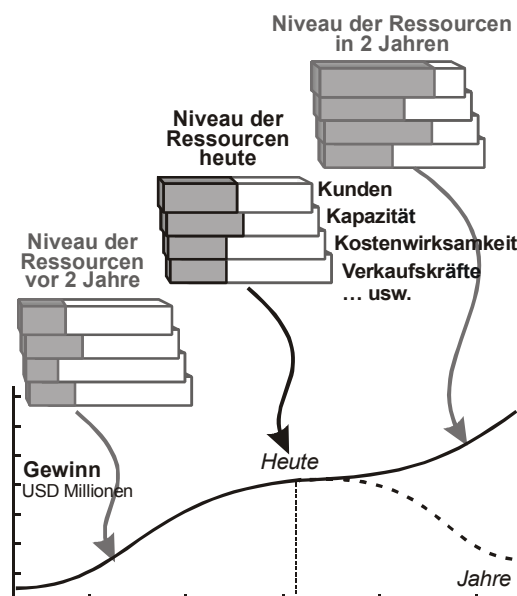 Niveau der Ressourcen
in 2 Jahren
Niveau der
Ressourcen
heute
Kunden
Kapazität
Kostenwirksamkeit
Verkaufskräfte
... usw.
Niveau der
Ressourcen
vor 2 Jahre
Gewinn
USD Millionen
Heute
Jahre